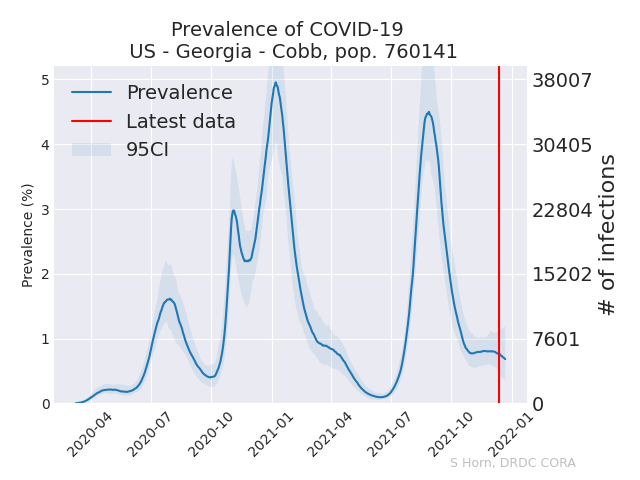 Prevalence of COVID-19
US - Georgia - Cobb, pop. 760141
Prevalence
Latest data
95CI
Prevalence (%)
5
4
3
2
1
0
38007
30405
22804
15202
7601
0
# of infections
2020-04
2020-07
2020-10
2021-01
2021-04
2021-07
2021-10
2022-01
S Horn, DRDC CORA